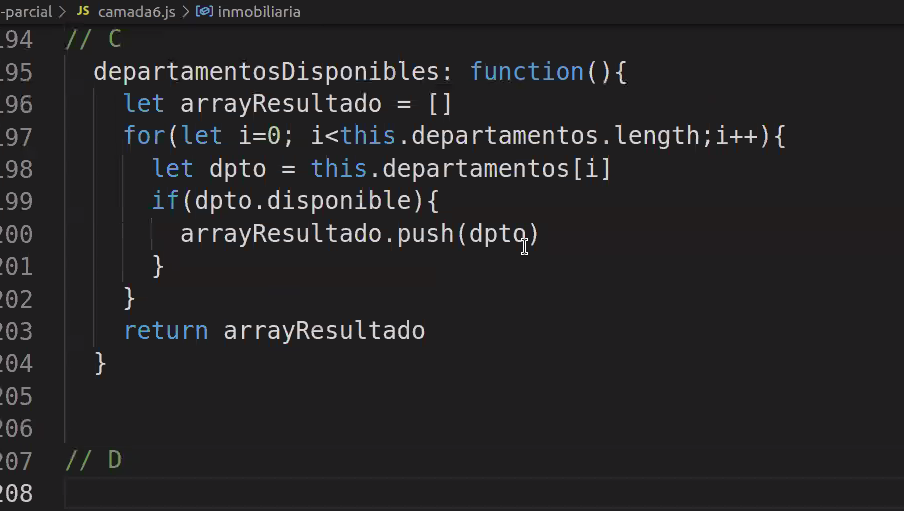 -parcial > JS camada6.js > inmobiliaria
194 // C
195 departamentosDisponibles: function(){
196 let arrayResultado = []
197 for(let i=0; i<this.departamentos.length;i++){
198 let dpto = this.departamentos[i]
199 if(dpto.disponible){
200 arrayResultado.push(dpto)
201 }
202 }
203 return arrayResultado
204 }
205
206
207 // D
208